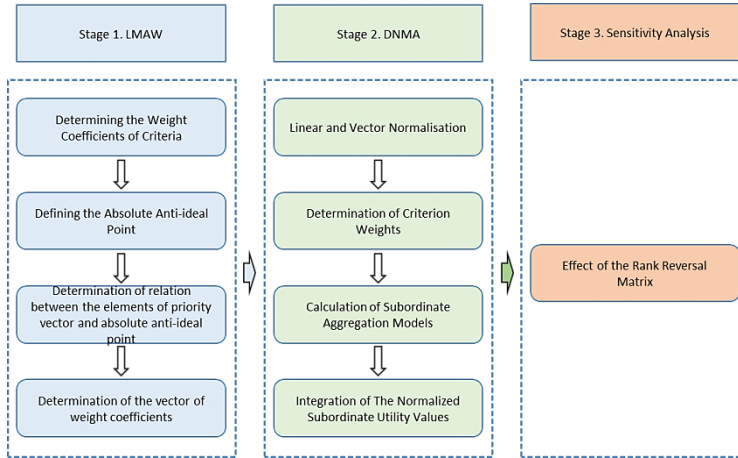 Stage 1. LMAW
Determining the Weight
Coefficients of Criteria
Defining the Absolute Anti-ideal
Point
Determination of relation
between the elements of priority
vector and absolute anti-ideal
point
Determination of the vector of
weight coefficients
Stage 2. DNMA
Linear and Vector Normalisation
Determination of Criterion
Weights
Calculation of Subordinate
Aggregation Models
Integration of The Normalized
Subordinate Utility Values
Stage 3. Sensitivity Analysis
Effect of the Rank Reversal
Matrix